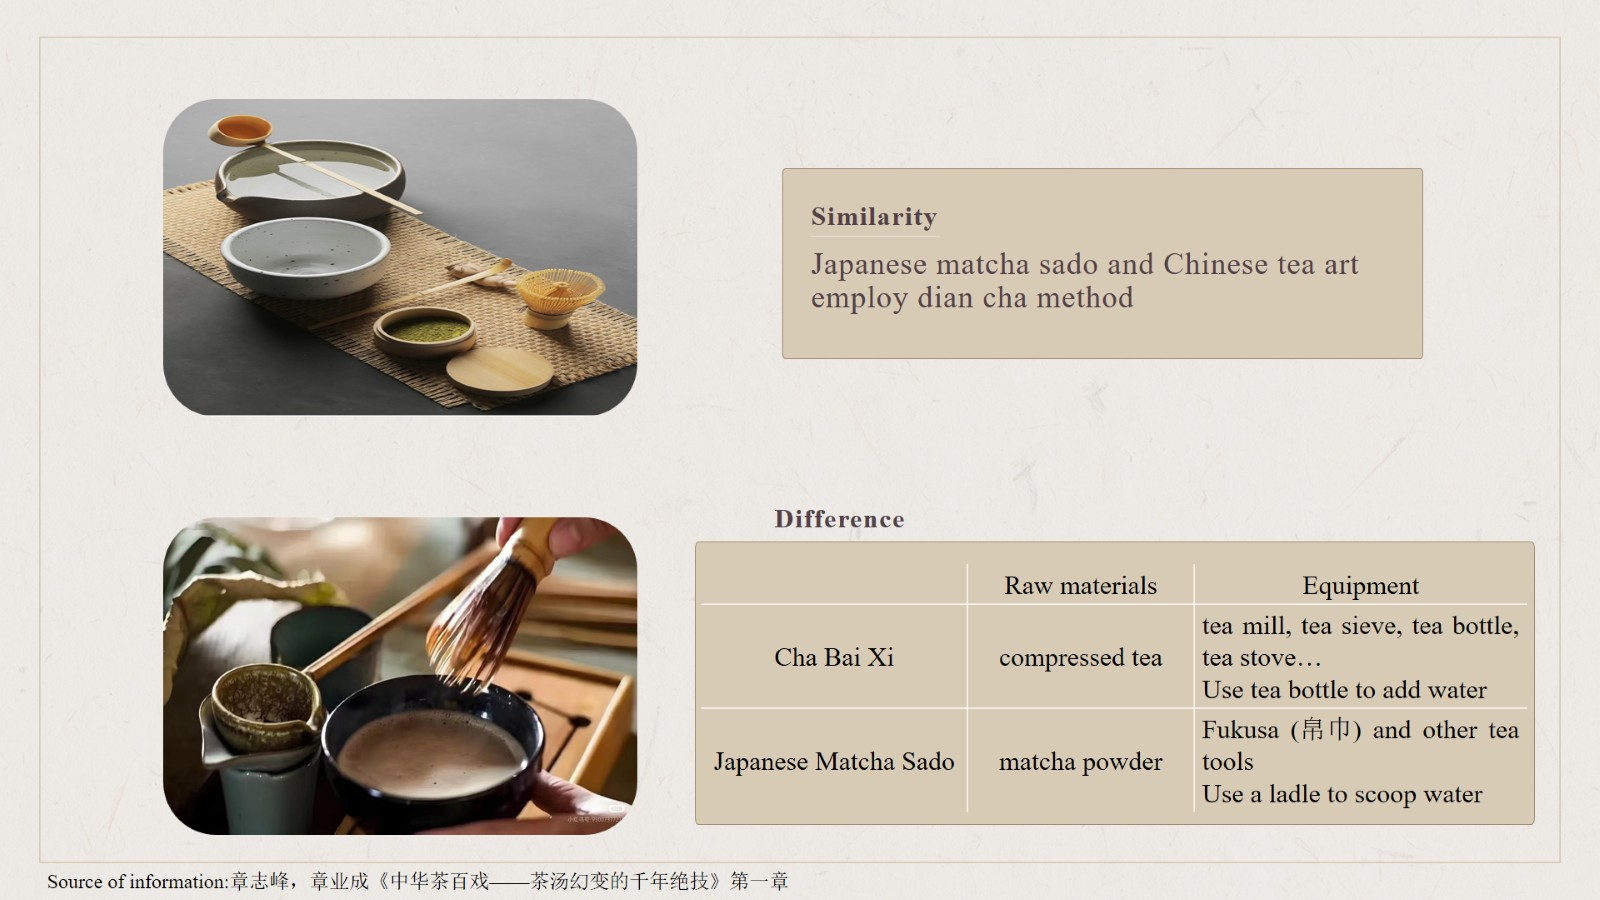 Similarity
Japanese matcha sado and Chinese tea art
employ dian cha method
Difference
Raw materials
Equipment
Cha Bai Xi
compressed tea
tea mill, tea sieve, tea bottle,
tea stove…
Use tea bottle to add water
Japanese Matcha Sado
matcha powder
Fukusa (帛巾) and other tea
tools
Use a ladle to scoop water
Source of information:章志峰，章业成《中华茶百戏——茶汤幻变的千年绝技》第一章